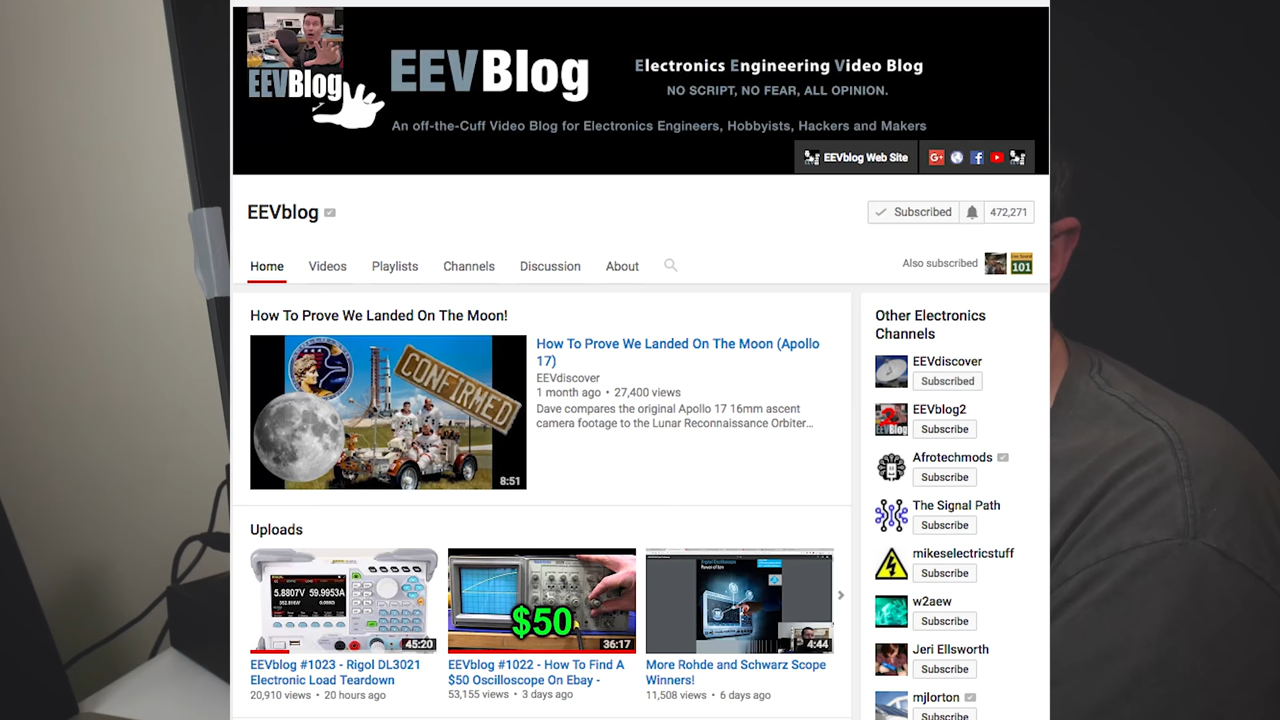 EEVBlog
EEVBlog
Electronics Engineering Video Blog
NO SCRIPT, NO FEAR, ALL OPINION.
An off-the-Cuff Video Blog for Electronics Engineers, Hobbyists, Hackers and Makers
EEVblog Web Site
G+
EEVblog
Subscribed
472,271
Home
Videos
Playlists
Channels
Discussion
About
Also subscribed
101
How To Prove We Landed On The Moon!
CONFIRMED
8:51
How To Prove We Landed On The Moon (Apollo
17)
EEVdiscover
1 month ago • 27,400 views
Dave compares the original Apollo 17 16mm ascent
camera footage to the Lunar Reconnaissance Orbiter...
Uploads
5.8807V 59.9953A
45:20
EEVblog #1023 - Rigol DL3021
Electronic Load Teardown
20,910 views • 20 hours ago
$50
36:17
EEVblog #1022 - How To Find A
$50 Oscilloscope On Ebay -
53,155 views • 3 days ago
4:44
More Rohde and Schwarz Scope
Winners!
11,508 views • 6 days ago
Other Electronics
Channels
EEVdiscover
Subscribed
EEVblog2
Subscribe
2
EEVBlog
Afrotechmods
Subscribe
The Signal Path
Subscribe
mikeselectricstuff
Subscribe
w2aew
Subscribe
Jeri Ellsworth
Subscribe
mjlorton
Subscribe